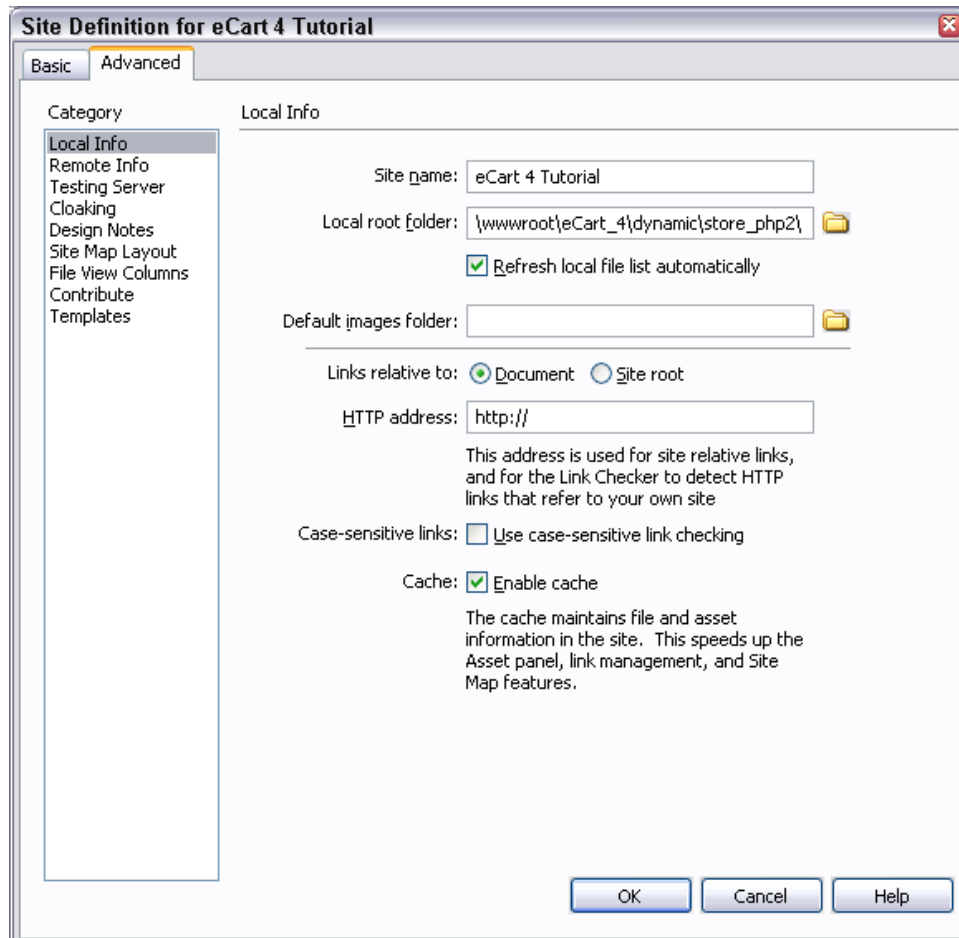 Site Definition for eCart 4 Tutorial
Basic
Advanced
Category
Local Info
Remote Info
Testing Server
Cloaking
Design Notes
Site Map Layout
File View Columns
Contribute
Templates
Local Info
Site name: eCart 4 Tutorial
Local root folder: \wwwroot\eCart_4\dynamic\store_php2\
Refresh local file list automatically
Default images folder:
Links relative to: Document Site root
HTTP address: http://
This address is used for site relative links,
and for the Link Checker to detect HTTP
links that refer to your own site
Case-sensitive links: Use case-sensitive link checking
Cache: Enable cache
The cache maintains file and asset
information in the site. This speeds up the
Asset panel, link management, and Site
Map features.
OK Cancel Help